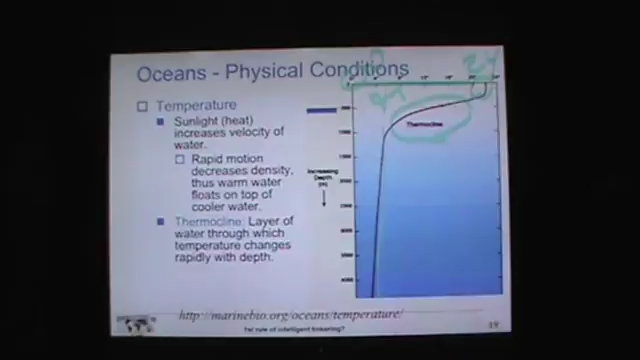 Oceans - Physical Conditions
Temperature
Sunlight (heat)
increases velocity of
water.
Rapid motion
decreases density,
thus warm water
floats on top of
cooler water.
Thermocline: Layer of
water through which
temperature changes
rapidly with depth.
24
Thermocline
Increasing
Depth
(m)
http://marinebio.org/oceans/temperature/
1st rule of intelligent tinkering?
19